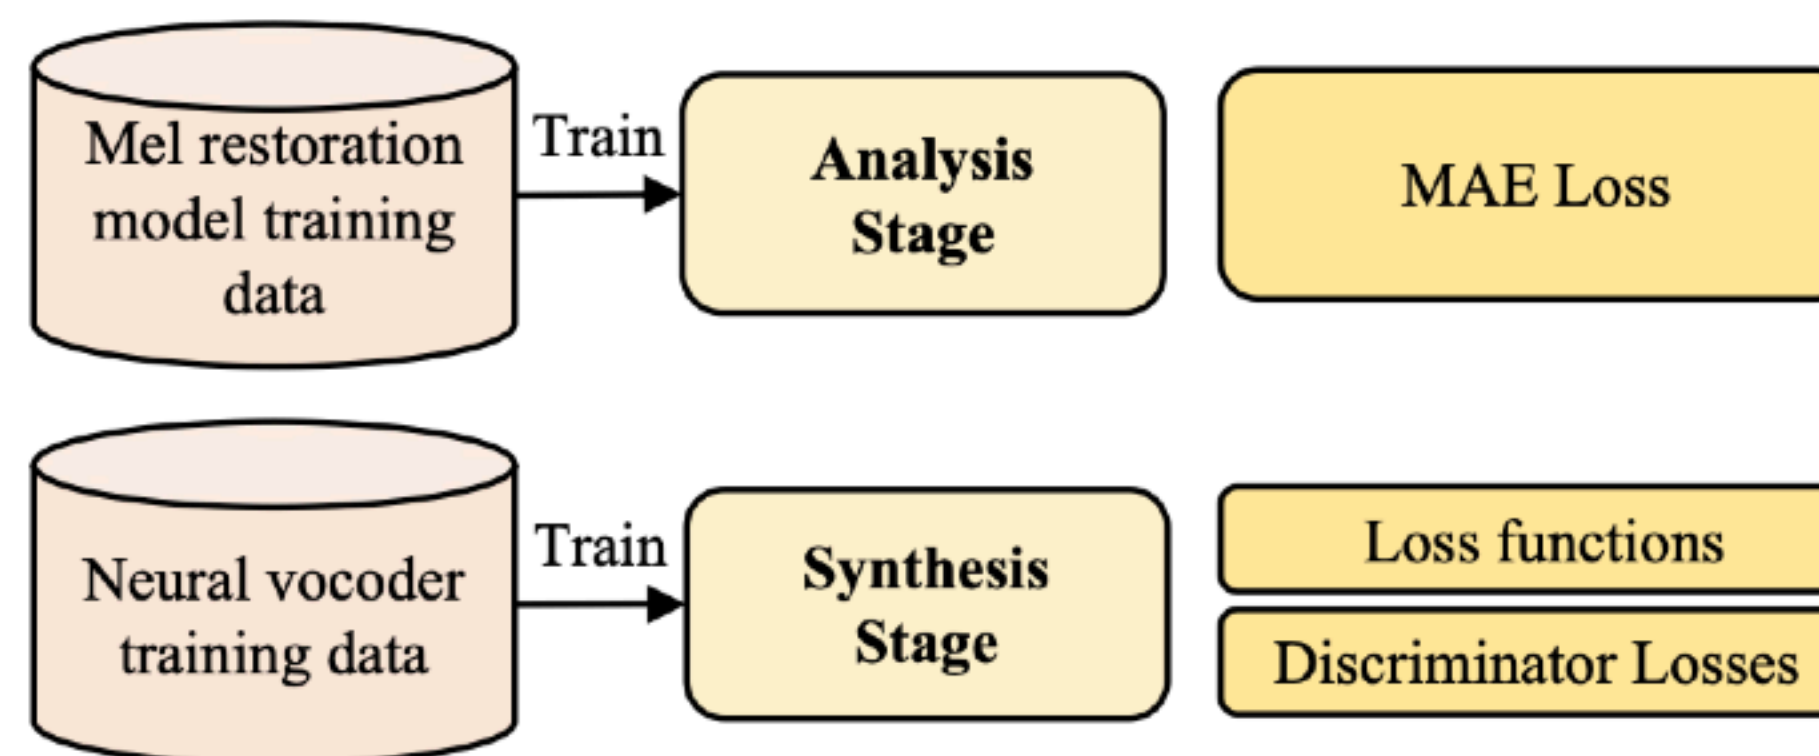 Mel restoration
model training
data
Train
Analysis
Stage
MAE Loss
Neural vocoder
training data
Train
Synthesis
Stage
Loss functions
Discriminator Losses